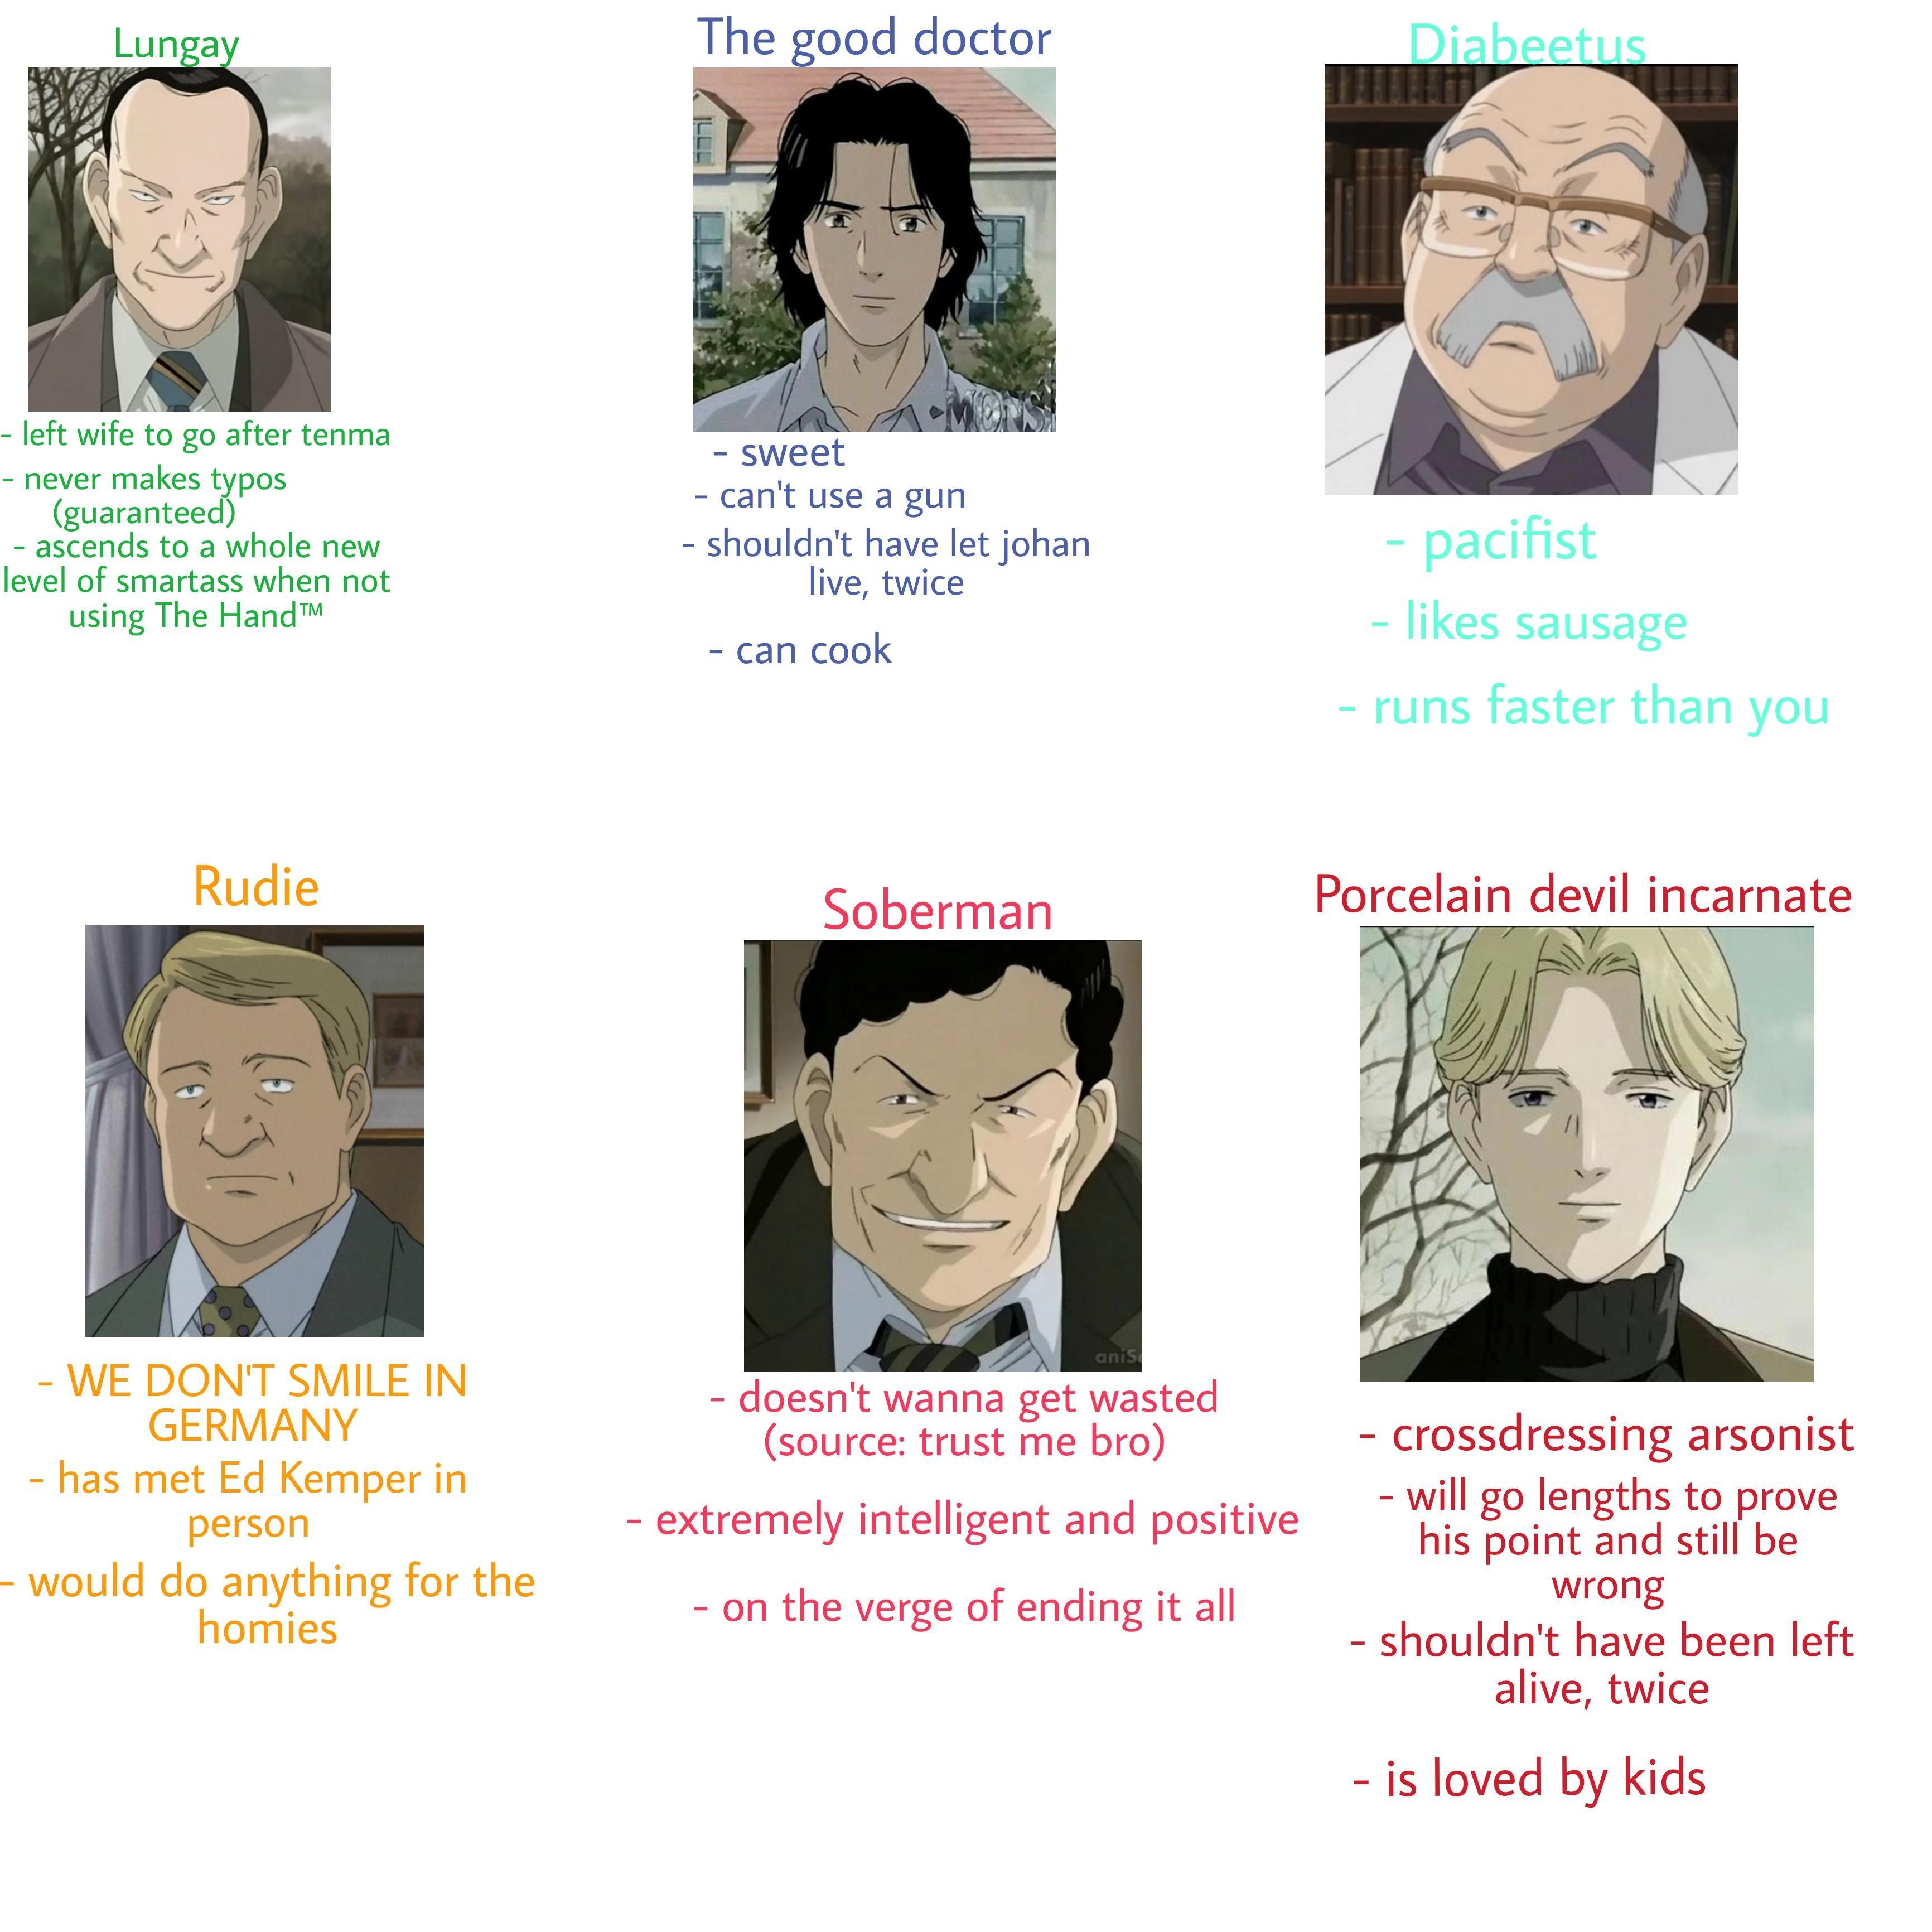 Lungay
- left wife to go after tenma
- never makes typos
(guaranteed)
- ascends to a whole new
level of smartass when not
using The Hand™
The good doctor
- sweet
- can't use a gun
- shouldn't have let johan
live, twice
- can cook
Diabeetus
- pacifist
- likes sausage
- runs faster than you
Rudie
- WE DON'T SMILE IN
GERMANY
- has met Ed Kemper in
person
- would do anything for the
homies
Soberman
aniS
- doesn't wanna get wasted
(source: trust me bro)
- extremely intelligent and positive
- on the verge of ending it all
Porcelain devil incarnate
- crossdressing arsonist
- will go lengths to prove
his point and still be
wrong
- shouldn't have been left
alive, twice
- is loved by kids